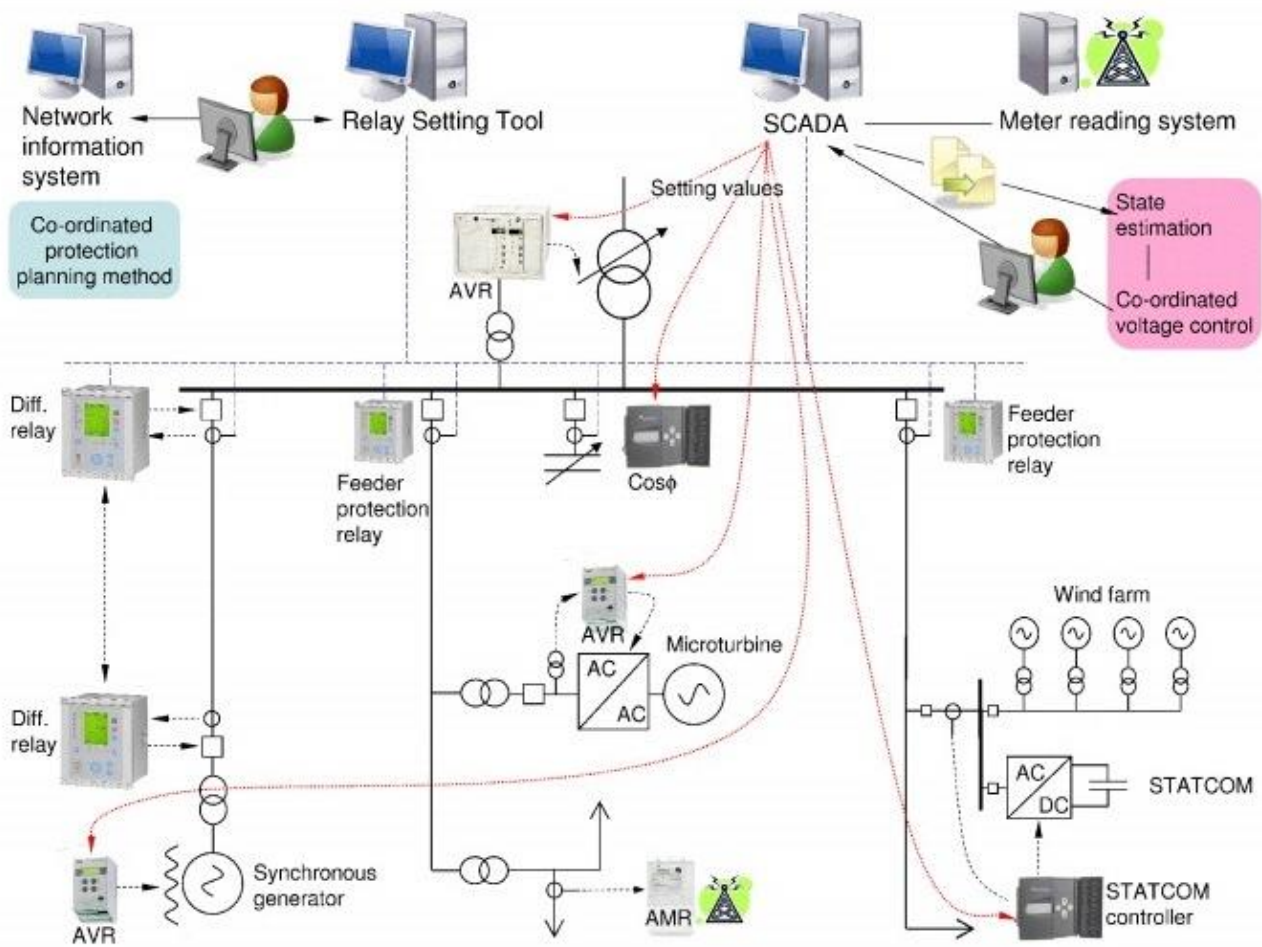 Network
information
system
Relay Setting Tool
SCADA
Meter reading system
Co-ordinated
protection
planning method
Setting values
AVR
State
estimation
Co-ordinated
voltage control
Diff.
relay
Feeder
protection
relay
Cosϕ
Feeder
protection
relay
AVR
AC
AC
Microturbine
Wind farm
Diff.
relay
AC
DC
STATCOM
AVR
Synchronous
generator
AMR
STATCOM
controller